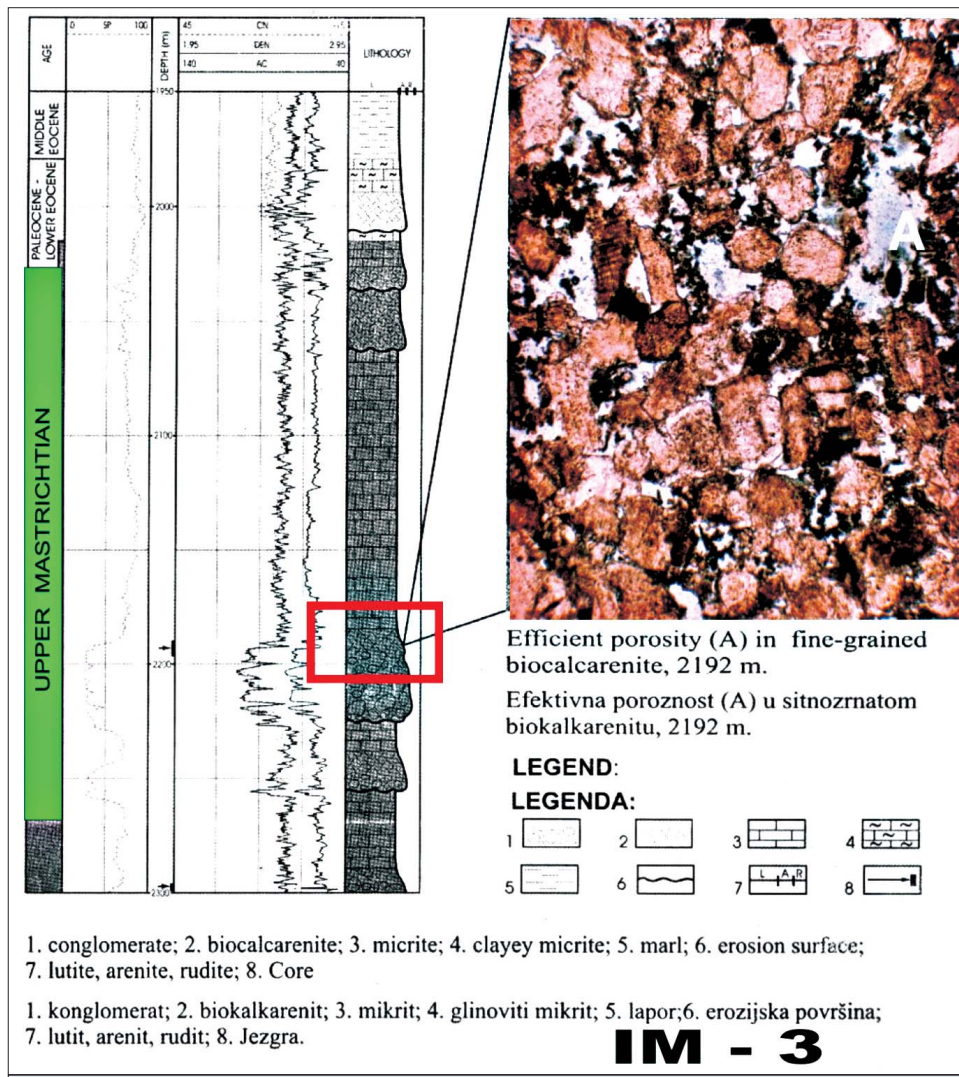 AGE
0 SP 100
DEPTH (m)
45 CN -15
1.95 DEN 2.95
140 AC 40
LITHOLOGY
L A R
1950
MIDDLE EOCENE
PALEOCENE - LOWER EOCENE
2000
UPPER MASTRICHTIAN
2100
2200
2300
A
Efficient porosity (A) in fine-grained
biocalcarenite, 2192 m.
Efektivna poroznost (A) u sitnozrnatom
biokalkarenitu, 2192 m.
LEGEND:
LEGENDA:
1 2 3 4
5 6 7 L A R 8
1. conglomerate; 2. biocalcarenite; 3. micrite; 4. clayey micrite; 5. marl; 6. erosion surface;
7. lutite, arenite, rudite; 8. Core
1. konglomerat; 2. biokalkarenit; 3. mikrit; 4. glinoviti mikrit; 5. lapor;6. erozijska površina;
7. lutit, arenit, rudit; 8. Jezgra.
IM - 3